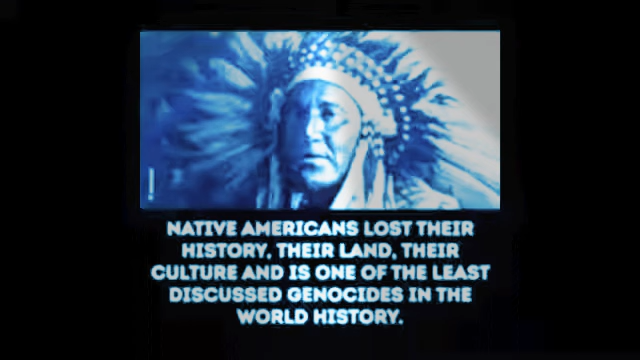 NATIVE AMERICANS LOST THEIR
HISTORY, THEIR LAND, THEIR
CULTURE AND IS ONE OF THE LEAST
DISCUSSED GENOCIDES IN THE
WORLD HISTORY.